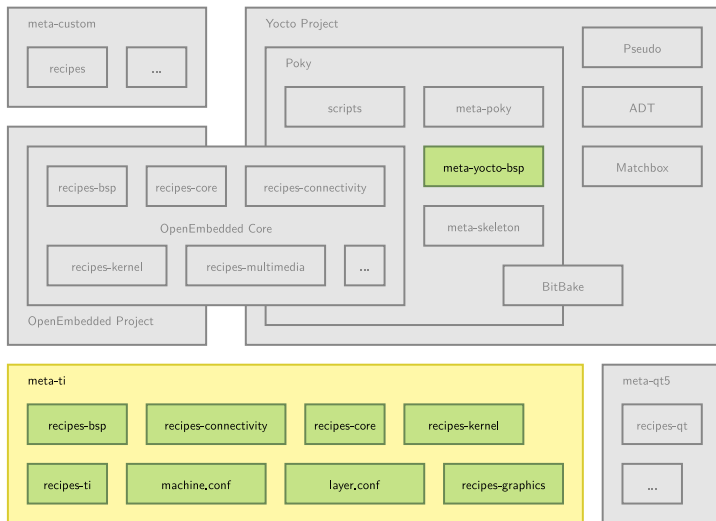 meta-custom
recipes
...
Yocto Project
Poky
scripts
meta-poky
meta-yocto-bsp
meta-skeleton
BitBake
Pseudo
ADT
Matchbox
recipes-bsp
recipes-core
recipes-connectivity
OpenEmbedded Core
recipes-kernel
recipes-multimedia
...
OpenEmbedded Project
meta-ti
recipes-bsp
recipes-connectivity
recipes-core
recipes-kernel
recipes-ti
machine.conf
layer.conf
recipes-graphics
meta-qt5
recipes-qt
...